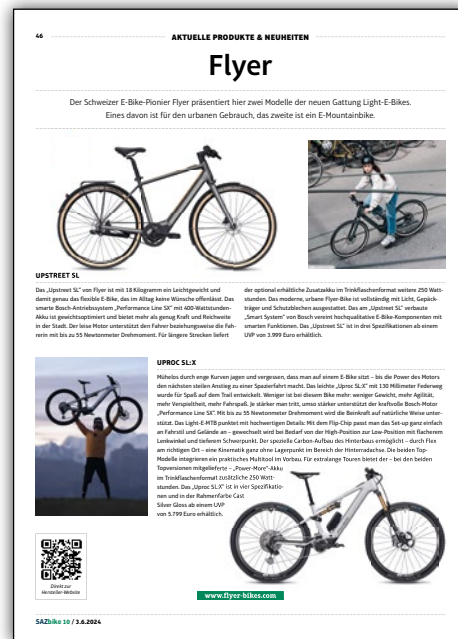 46
AKTUELLE PRODUKTE & NEUHEITEN
Flyer
Der Schweizer E-Bike-Pionier Flyer präsentiert hier zwei Modelle der neuen Gattung Light-E-Bikes.
Eines davon ist für den urbanen Gebrauch, das zweite ist ein E-Mountainbike.
UPSTREET SL
Das „Upstreet SL" von Flyer ist mit 18 Kilogramm ein Leichtgewicht und
damit genau das flexible E-Bike, das im Alltag keine Wünsche offenlässt. Das
smarte Bosch-Antriebssystem „Performance Line SX" mit 400-Wattstunden-
Akku ist gewichtsoptimiert und bietet mehr als genug Kraft und Reichweite
in der Stadt. Der leise Motor unterstützt den Fahrer beziehungsweise die Fah-
rerin mit bis zu 55 Newtonmeter Drehmoment. Für längere Strecken liefert
der optional erhältliche Zusatzakku im Trinkflaschenformat weitere 250 Watt-
stunden. Das moderne, urbane Flyer-Bike ist vollständig mit Licht, Gepäck-
träger und Schutzblechen ausgestattet. Das am „Upstreet SL" verbaute
„Smart System" von Bosch vereint hochqualitative E-Bike-Komponenten mit
smarten Funktionen. Das „Upstreet SL" ist in drei Spezifikationen ab einem
UVP von 3.999 Euro erhältlich.
UPROC SL:X
Mühelos durch enge Kurven jagen und vergessen, dass man auf einem E-Bike sitzt – bis die Power des Motors
den nächsten steilen Anstieg zu einer Spazierfahrt macht. Das leichte „Uproc SL:X" mit 130 Millimeter Federweg
wurde für Spaß auf dem Trail entwickelt. Weniger ist bei diesem Bike mehr: weniger Gewicht, mehr Agilität,
mehr Verspieltheit, mehr Fahrspaß. Je stärker man tritt, umso stärker unterstützt der kraftvolle Bosch-Motor
„Performance Line SX". Mit bis zu 55 Newtonmeter Drehmoment wird die Beinkraft auf natürliche Weise unter-
stützt. Das Light-E-MTB punktet mit hochwertigen Details: Mit dem Flip-Chip passt man das Set-up ganz einfach
an Fahrstil und Gelände an – gewechselt wird bei Bedarf von der High-Position zur Low-Position mit flacherem
Lenkwinkel und tieferem Schwerpunkt. Der spezielle Carbon-Aufbau des Hinterbaus ermöglicht – durch Flex
am richtigen Ort – eine Kinematik ganz ohne Lagerpunkt im Bereich der Hinterradachse. Die beiden Top-
Modelle integrieren ein praktisches Multitool im Vorbau. Für extralange Touren bietet der – bei den beiden
Topversionen mitgelieferte – „Power-More"-Akku
im Trinkflaschenformat zusätzliche 250 Watt-
stunden. Das „Uproc SL:X" ist in vier Spezifikatio-
nen und in der Rahmenfarbe Cast
Silver Gloss ab einem UVP
von 5.799 Euro erhältlich.
Direkt zur
Hersteller-Website
www.flyer-bikes.com
SAZbike 10 / 3.6.2024